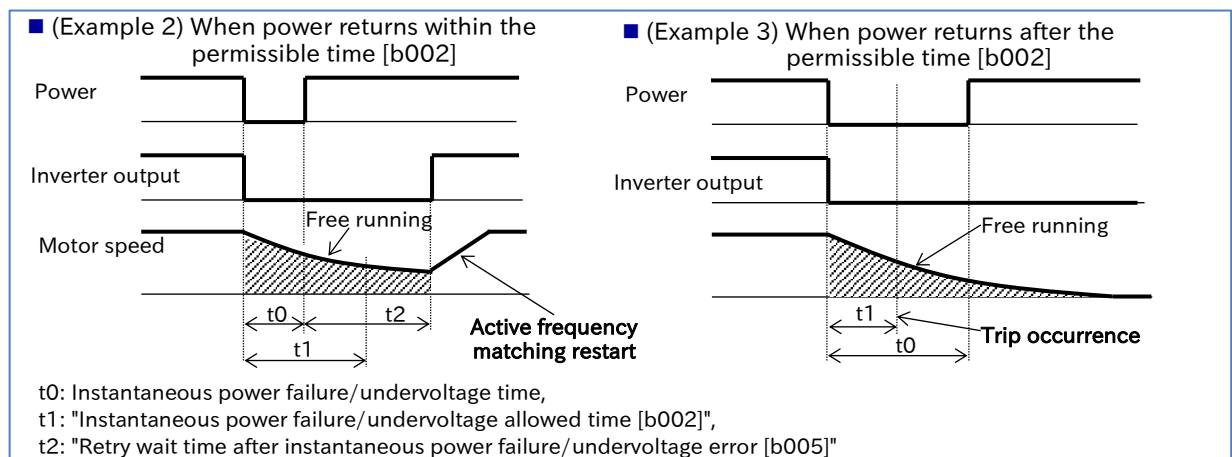 ■ (Example 2) When power returns within the
permissible time [b002]
Power
Inverter output
Free running
Motor speed
t0
t2
t1
Active frequency
matching restart
■ (Example 3) When power returns after the
permissible time [b002]
Power
Inverter output
Free running
t1
t0
Trip occurrence
t0: Instantaneous power failure/undervoltage time,
t1: "Instantaneous power failure/undervoltage allowed time [b002]",
t2: "Retry wait time after instantaneous power failure/undervoltage error [b005]"